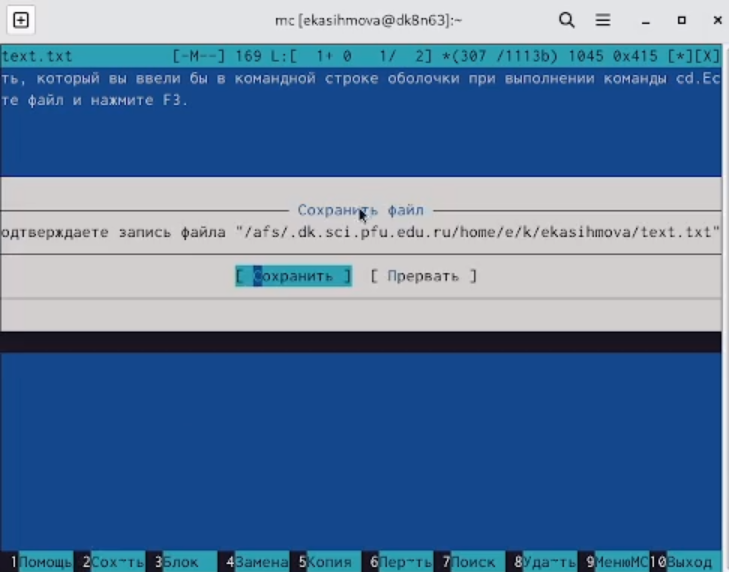 mc [ekasihmova@dk8n63]:~
text.txt [-M--] 169 L:[ 1+ 0 1/ 2] *(307 /1113b) 1045 0x415 [*][X]
ть, который вы ввели бы в командной строке оболочки при выполнении команды cd.Ес
те файл и нажмите F3.
Сохранить файл
одтверждаете запись файла "/afs/.dk.sci.pfu.edu.ru/home/e/k/ekasihmova/text.txt"
[ Сохранить ] [ Прервать ]
1Помощь 2Сох~ть 3Блок 4Замена 5Копия 6Пер~ть 7Поиск 8Уда~ть 9МенюMC10Выход